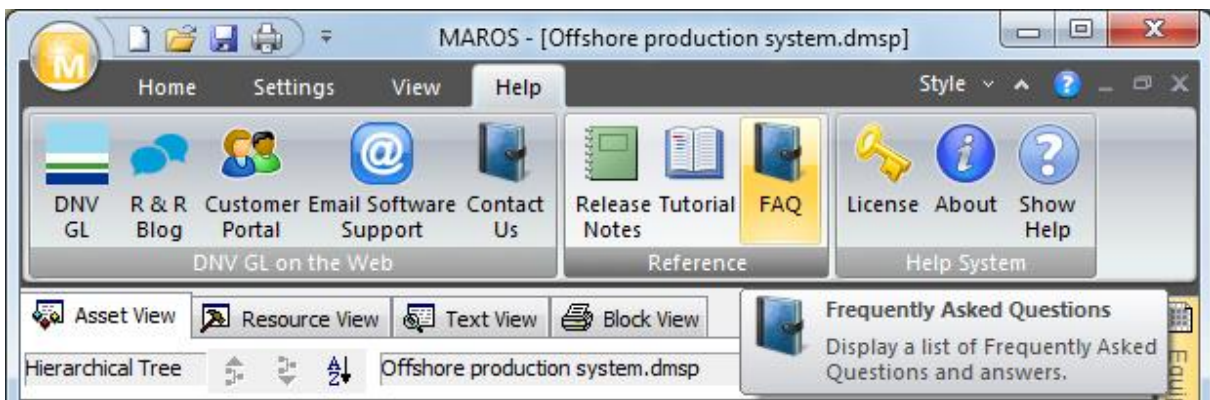 MAROS - [Offshore production system.dmsp]
M
Home Settings View Help Style
DNV GL
R & R Blog
Customer Portal
Email Software Support
Contact Us
Release Notes
Tutorial
FAQ
License
About
Show Help
DNV GL on the Web
Reference
Help System
Asset View Resource View Text View Block View
Frequently Asked Questions
Display a list of Frequently Asked
Questions and answers.
Hierarchical Tree
Offshore production system.dmsp